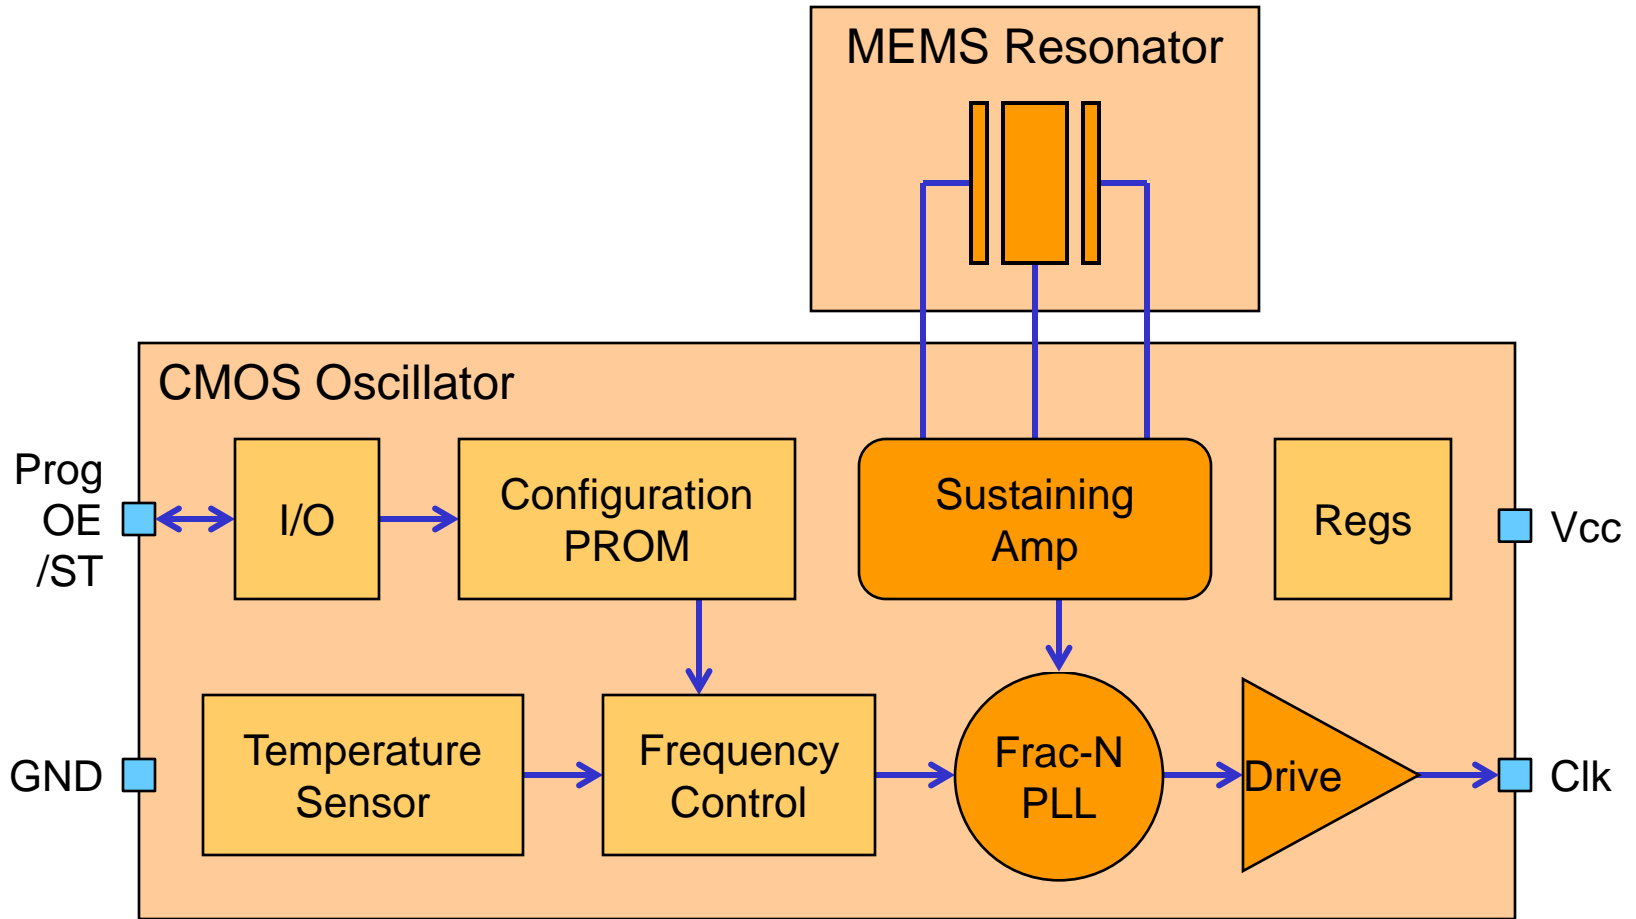 MEMS Resonator
CMOS Oscillator
Prog
OE
/ST
I/O
Configuration
PROM
Sustaining
Amp
Regs
Vcc
GND
Temperature
Sensor
Frequency
Control
Frac-N
PLL
Drive
Clk